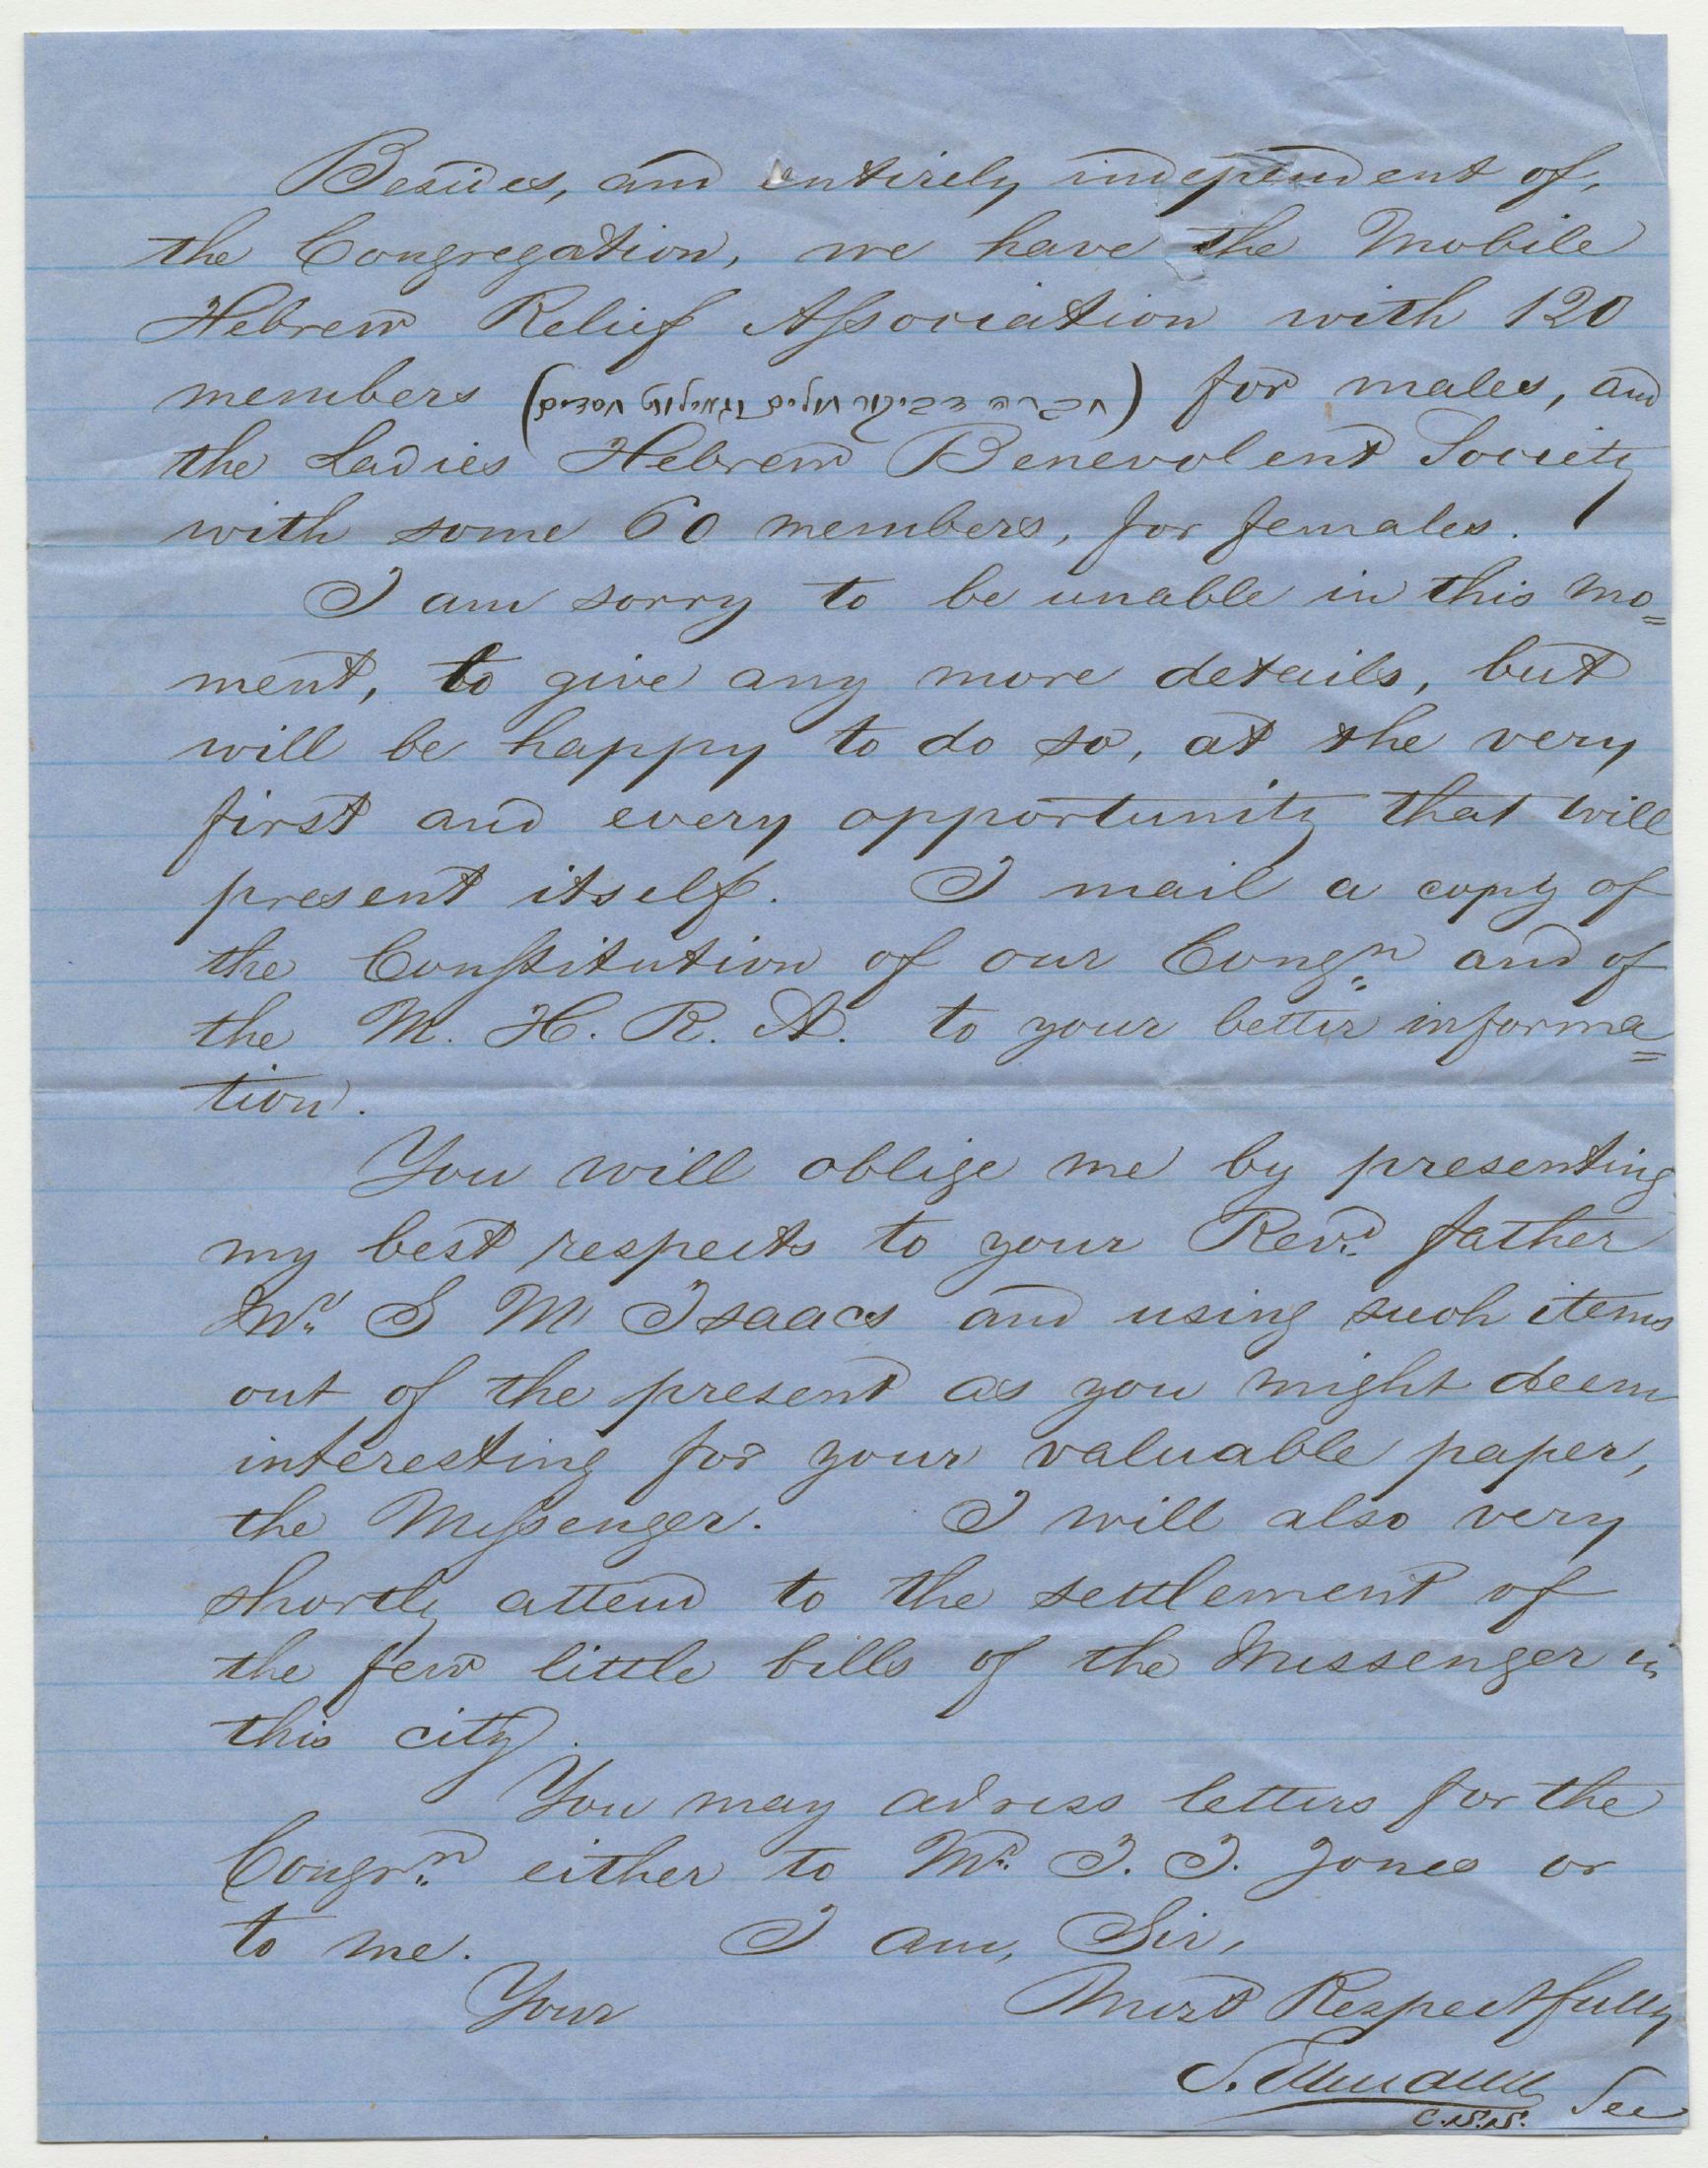 Besides, and entirely independent of,
the Congregation, we have the Mobile
Hebrew Relief Association with 120
members ( ) for males, and
the Ladies Hebrew Benevolent Society
with some 60 members, for females.
I am sorry to be unable in this mo=
ment, to give any more details, but
will be happy to do so, at the very
first and every opportunity that will
present itself. I mail a copy of
the Constitution of our Congn and of
the M. H. R. A. to your better informa=
tion.
You will oblige me by presenting
my best respects to your Revd. father
Mr. S M Isaacs and using such items
out of the present as you might deem
interesting for your valuable paper,
the Messenger. I will also very
shortly attend to the settlement of
the few little bills of the Messenger in
this city.
You may adress letters for the
Congrn. either to Mr. I. I. Jones or
to me. I am, Sir,
Your Most Respectfully
S. Sec